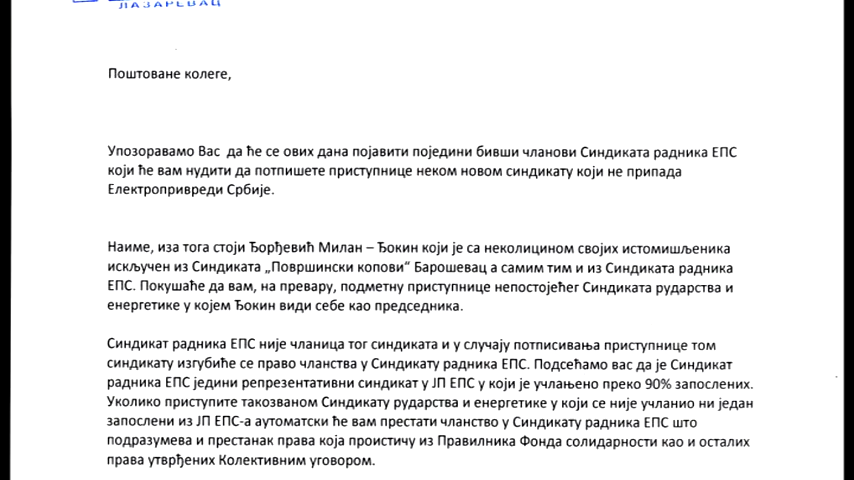 ЛАЗАРЕВАЦ
Поштоване колеге,
Упозоравамо Вас да ће се ових дана појавити поједини бивши чланови Синдиката радника ЕПС
који ће вам нудити да потпишете приступнице неком новом синдикату који не припада
Електропривреди Србије.
Наиме, иза тога стоји Ђорђевић Милан – Ђокин који је са неколицином својих истомишљеника
искључен из Синдиката „Површински копови“ Барошевац а самим тим и из Синдиката радника
ЕПС. Покушаће да вам, на превару, подметну приступнице непостојећег Синдиката рударства и
енергетике у којем Ђокин види себе као председника.
Синдикат радника ЕПС није чланица тог синдиката и у случају потписивања приступнице том
синдикату изгубиће се право чланства у Синдикату радника ЕПС. Подсећамо вас да је Синдикат
радника ЕПС једини репрезентативни синдикат у ЈП ЕПС у који је учлањено преко 90% запослених.
Уколико приступите такозваном Синдикату рударства и енергетике у који се није учланио ни један
запослени из ЈП ЕПС-а аутоматски ће вам престати чланство у Синдикату радника ЕПС што
подразумева и престанак права која проистичу из Правилника Фонда солидарности као и осталих
права утврђених Колективним уговором.